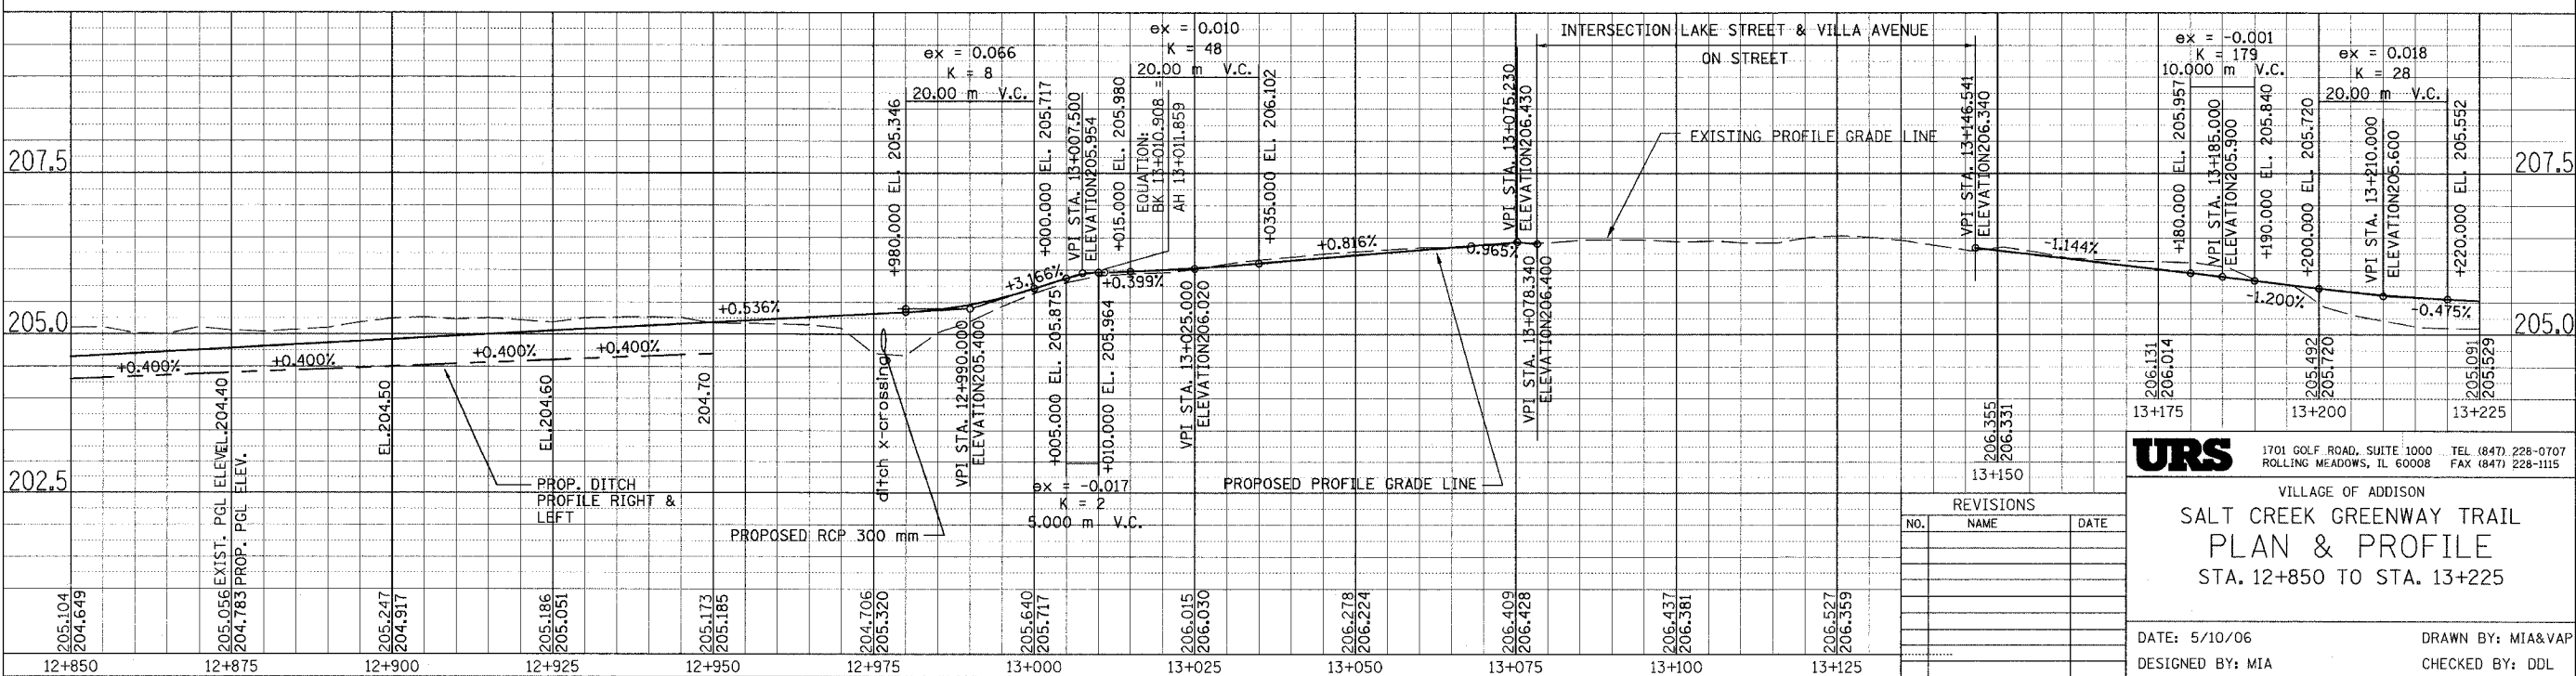 ex = 0.066
K = 8
20.00 m V.C.
ex = 0.010
K = 48
20.00 m V.C.
INTERSECTION LAKE STREET & VILLA AVENUE
ON STREET
ex = -0.001
K = 179
10.000 m V.C.
ex = 0.018
K = 28
20.00 m V.C.
207.5
205.0
202.5
207.5
205.0
+980.000 EL. 205.346
+000.000 EL. 205.717
VPI STA. 13+007.500
ELEVATION205.954
+015.000 EL. 205.980
EQUATION:
BK 13+010.908 =
AH 13+011.859
+035.000 EL. 206.102
VPI STA. 13+075.230
ELEVATION206.430
EXISTING PROFILE GRADE LINE
VPI STA. 13+146.541
ELEVATION206.340
+180.000 EL. 205.957
VPI STA. 13+185.000
ELEVATION205.900
+190.000 EL. 205.840
+200.000 EL. 205.720
VPI STA. 13+210.000
ELEVATION205.600
+220.000 EL. 205.552
+0.536%
+3.166%
+0.399%
+0.816%
0.965%
-1.144%
-1.200%
-0.475%
+0.400%
+0.400%
+0.400%
+0.400%
EL.204.40
EL.204.50
EL.204.60
204.70
ditch x-crossing
VPI STA. 12+990.000
ELEVATION205.400
+005.000 EL. 205.875
+010.000 EL. 205.964
VPI STA. 13+025.000
ELEVATION206.020
VPI STA. 13+078.340
ELEVATION206.400
ex = -0.017
K = 2
5.000 m V.C.
PROP. DITCH
PROFILE RIGHT &
LEFT
PROPOSED RCP 300 mm
PROPOSED PROFILE GRADE LINE
EXIST. PGL ELEV.
PROP. PGL ELEV.
205.104
204.649
12+850
205.056
204.783
12+875
205.247
204.917
12+900
205.186
205.051
12+925
205.173
205.185
12+950
204.706
205.320
12+975
205.640
205.717
13+000
206.015
206.030
13+025
206.278
206.224
13+050
206.409
206.428
13+075
206.437
206.381
13+100
206.527
206.359
13+125
206.355
206.331
13+150
206.131
206.014
13+175
205.492
205.720
13+200
205.091
205.529
13+225
REVISIONS
NO. NAME DATE
URS
1701 GOLF ROAD, SUITE 1000 TEL (847) 228-0707
ROLLING MEADOWS, IL 60008 FAX (847) 228-1115
VILLAGE OF ADDISON
SALT CREEK GREENWAY TRAIL
PLAN & PROFILE
STA. 12+850 TO STA. 13+225
DATE: 5/10/06 DRAWN BY: MIA&VAP
DESIGNED BY: MIA CHECKED BY: DDL